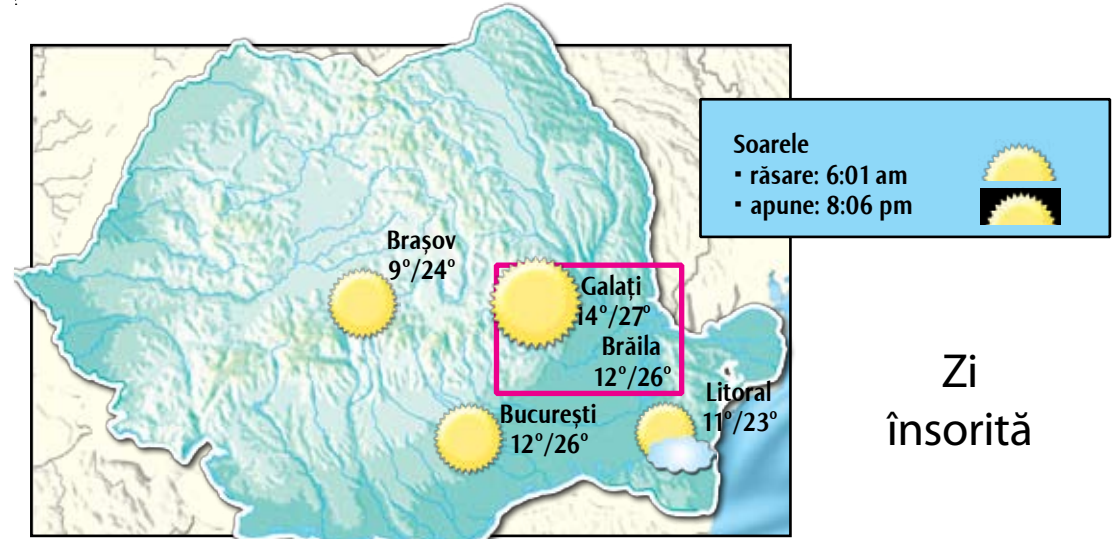 Soarele
▪ răsare: 6:01 am
▪ apune: 8:06 pm
Brașov
9°/24°
Galați
14°/27°
Brăila
12°/26°
Litoral
11°/23°
București
12°/26°
Zi
însorită